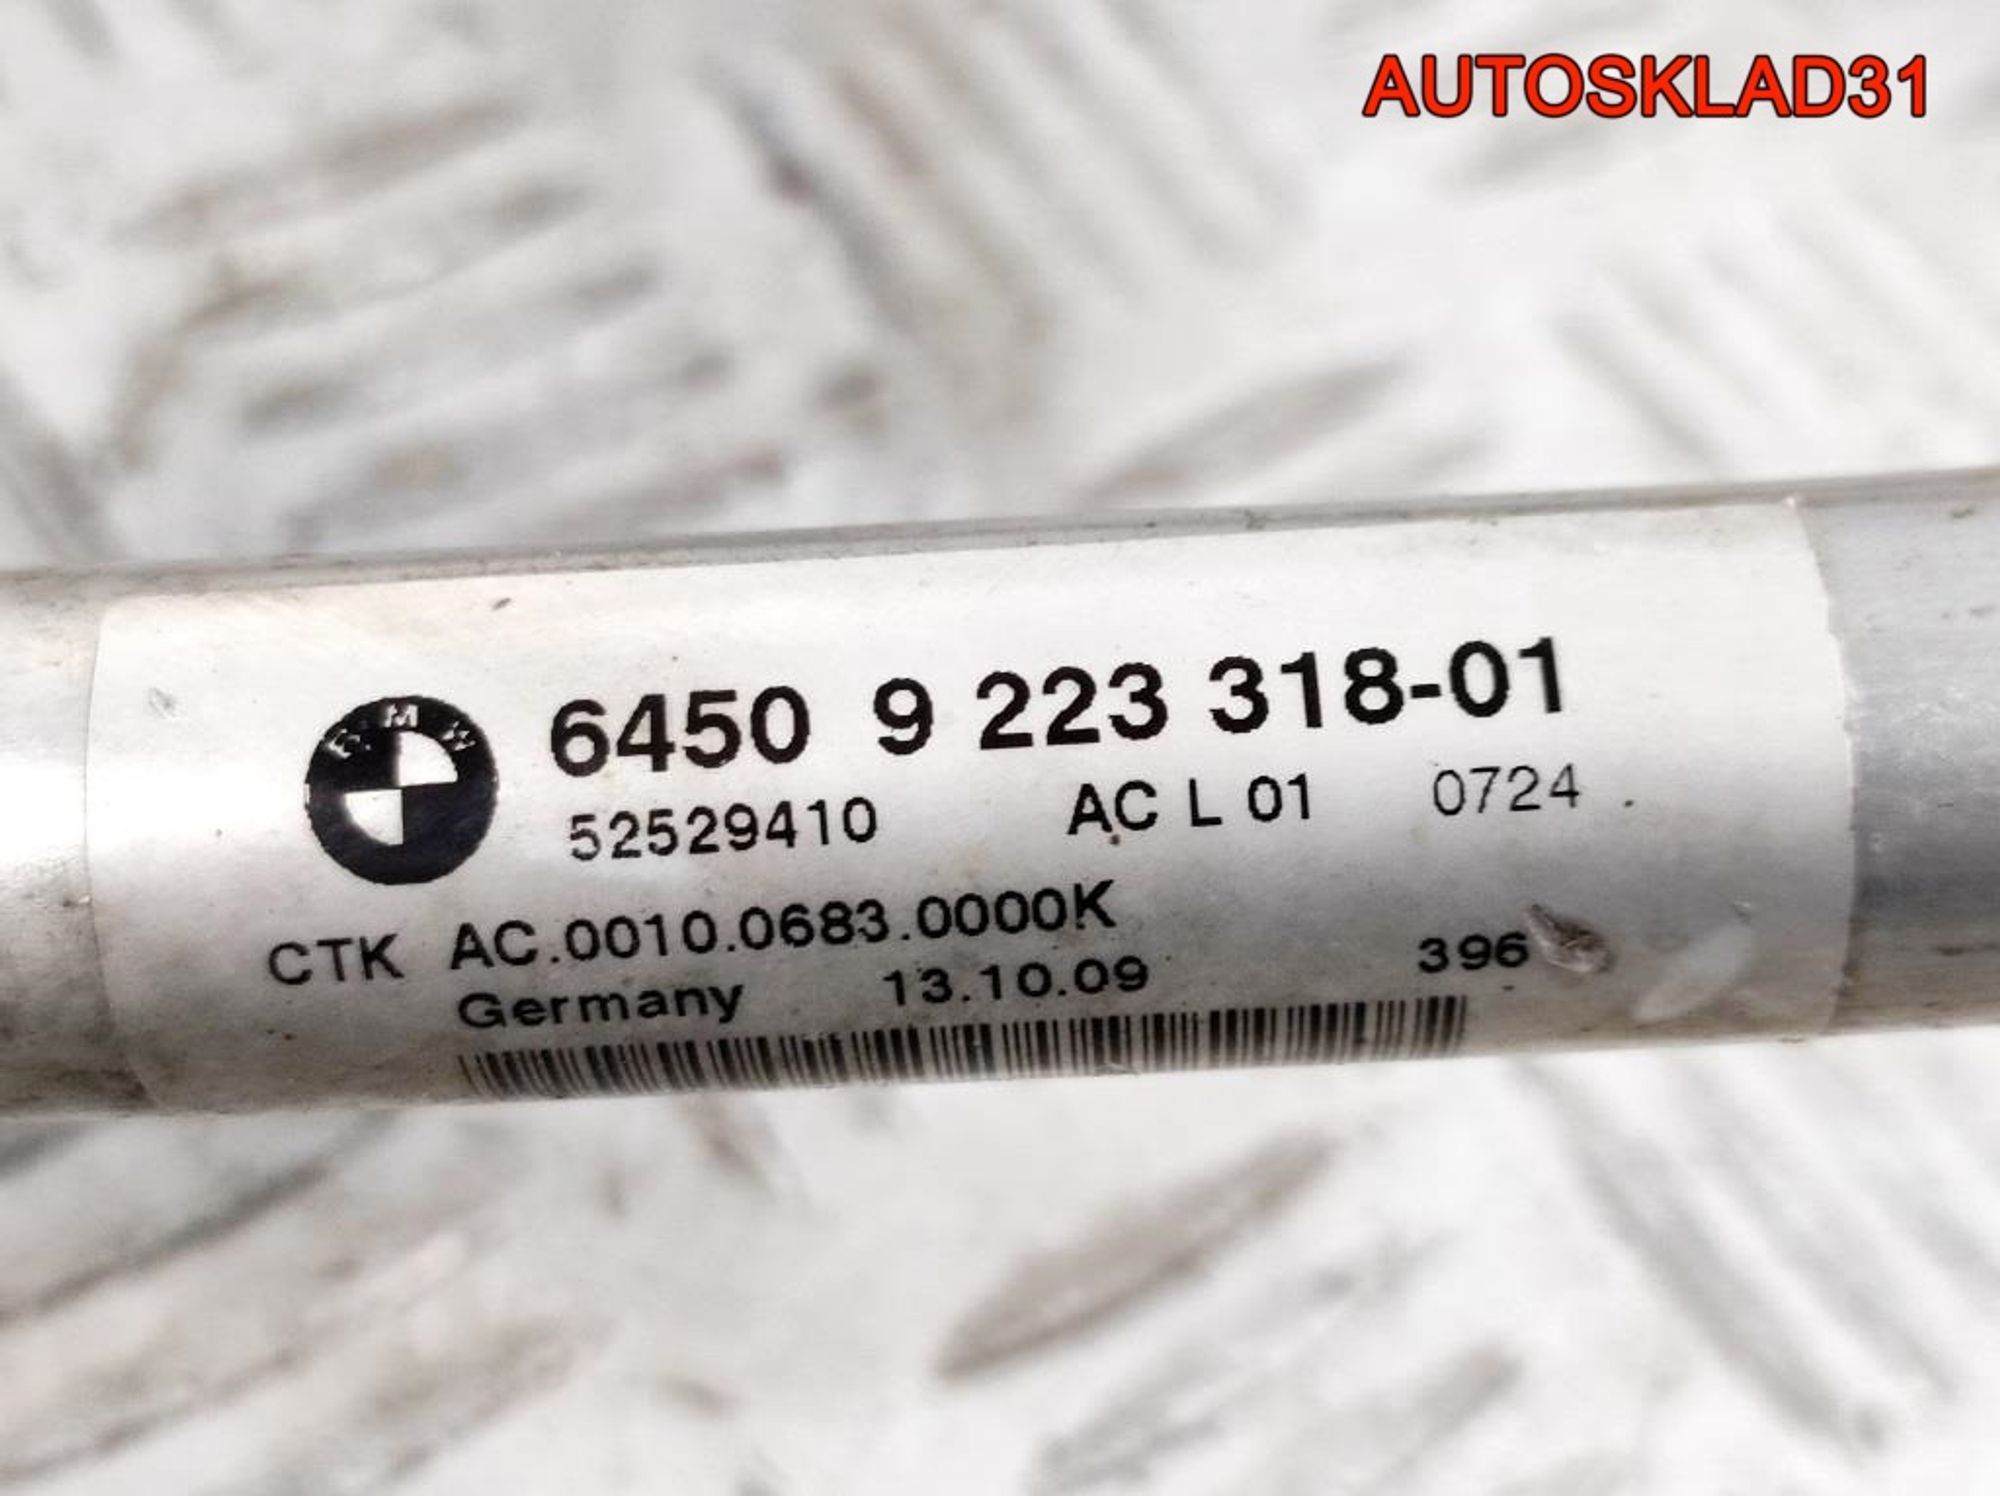 AUTOSKLAD31
BMW
6450 9 223 318-01
52529410 AC L 01 0724
CTK AC.0010.0683.0000K
Germany 13.10.09 396